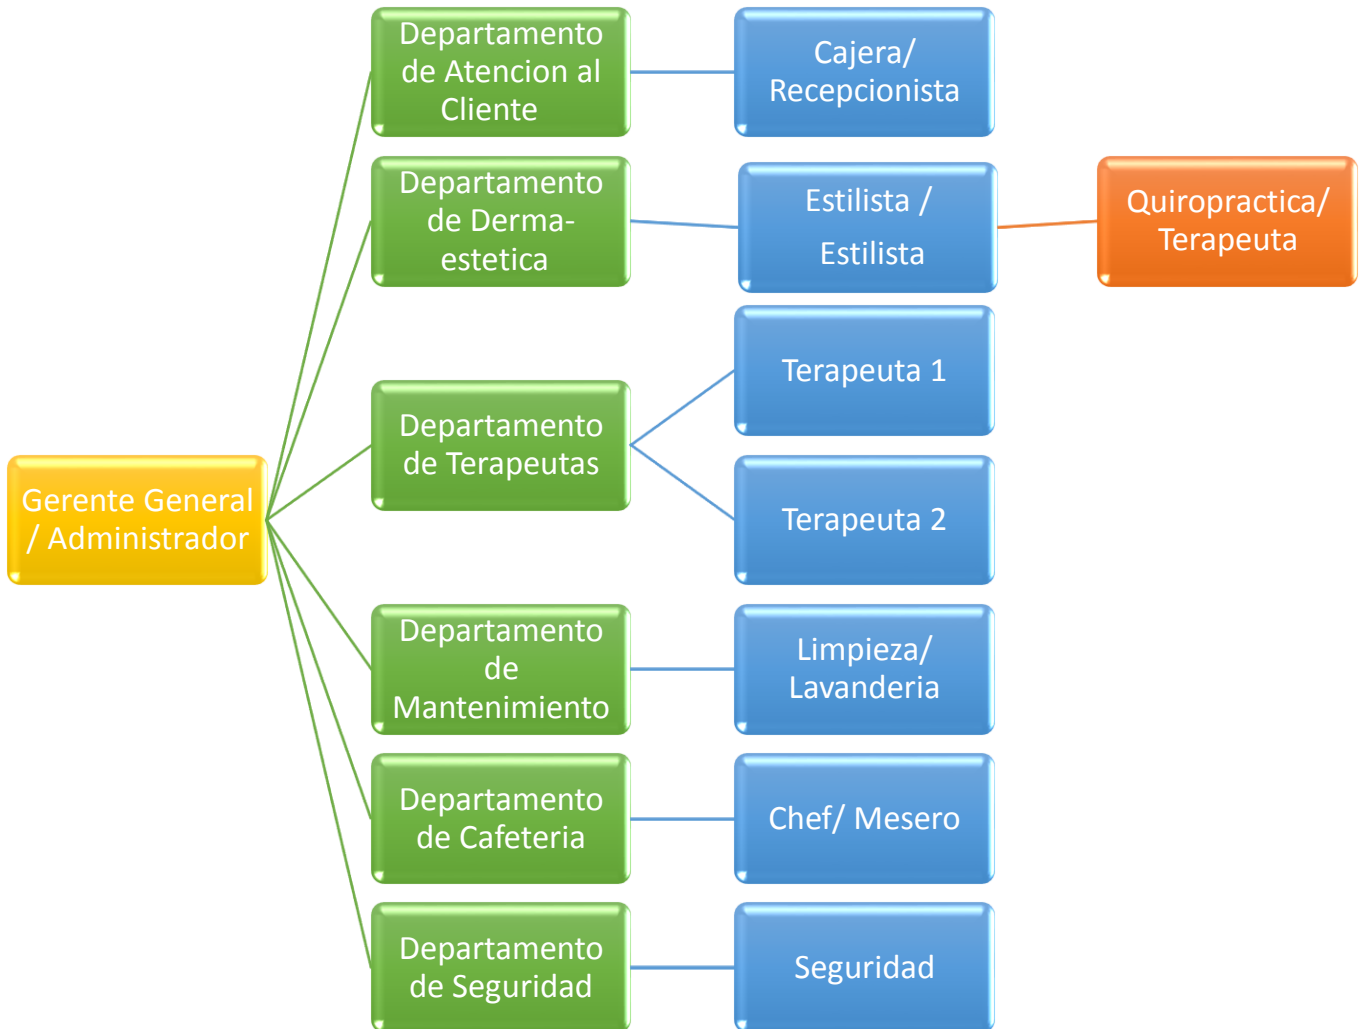 Departamento
de Atencion al
Cliente
Cajera/
Recepcionista
Departamento
de Derma-
estetica
Estilista /
Estilista
Quiropractica/
Terapeuta
Gerente General
/ Administrador
Departamento
de Terapeutas
Terapeuta 1
Terapeuta 2
Departamento
de
Mantenimiento
Limpieza/
Lavanderia
Departamento
de Cafeteria
Chef/ Mesero
Departamento
de Seguridad
Seguridad